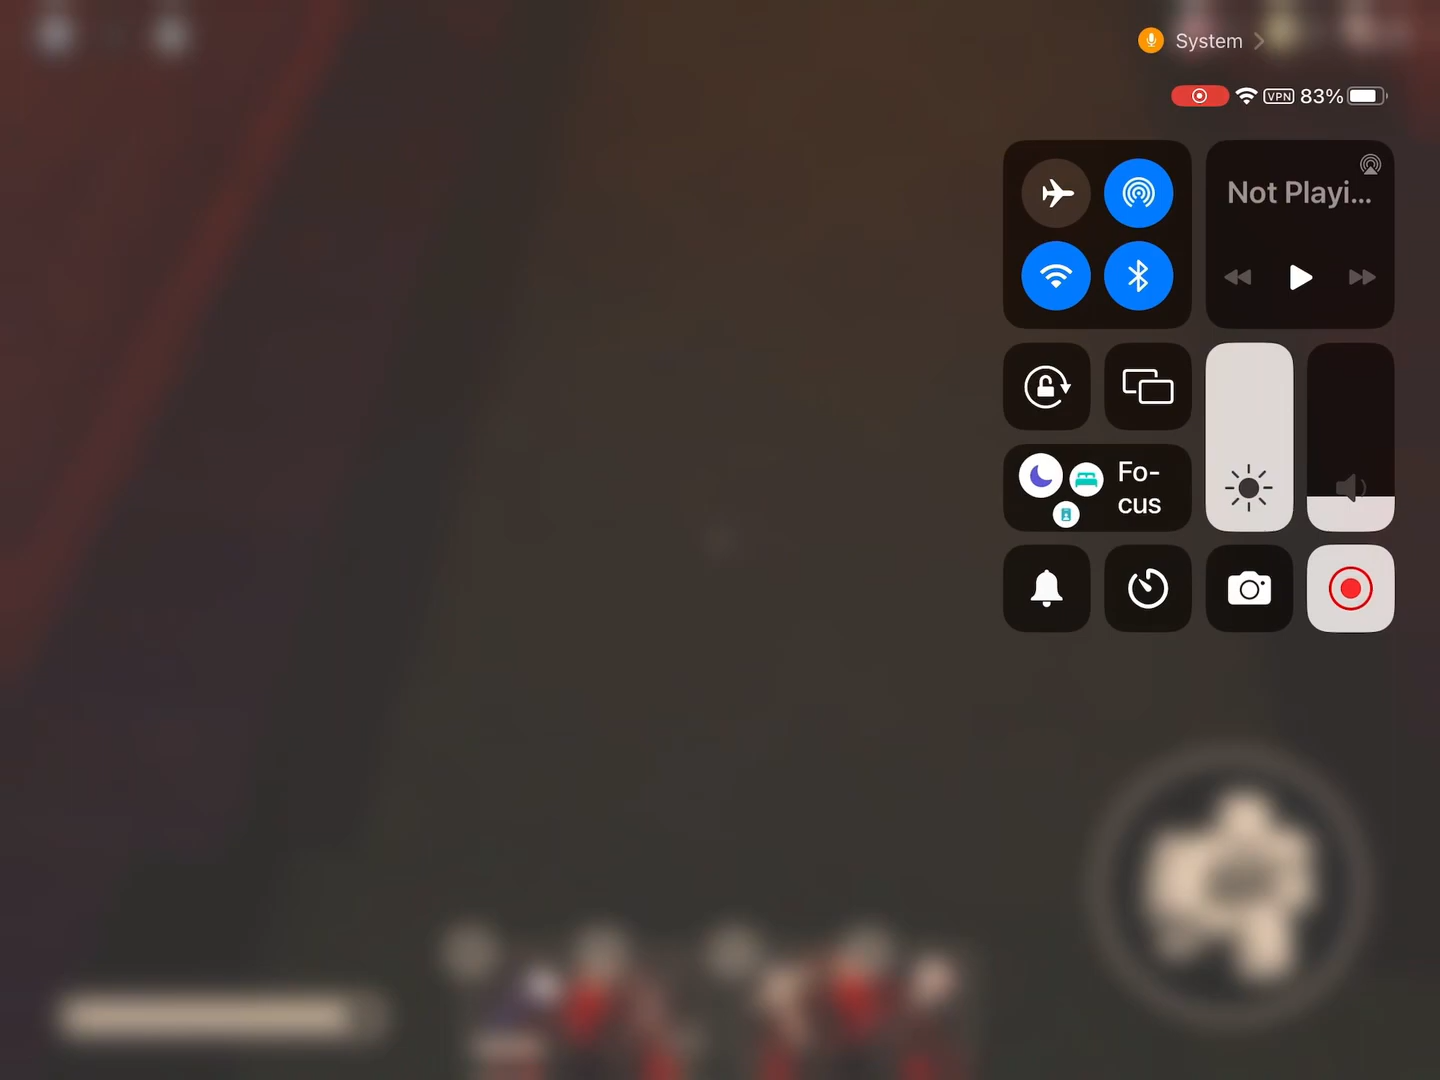 System
VPN 83%
Not Playi...
Fo-
cus